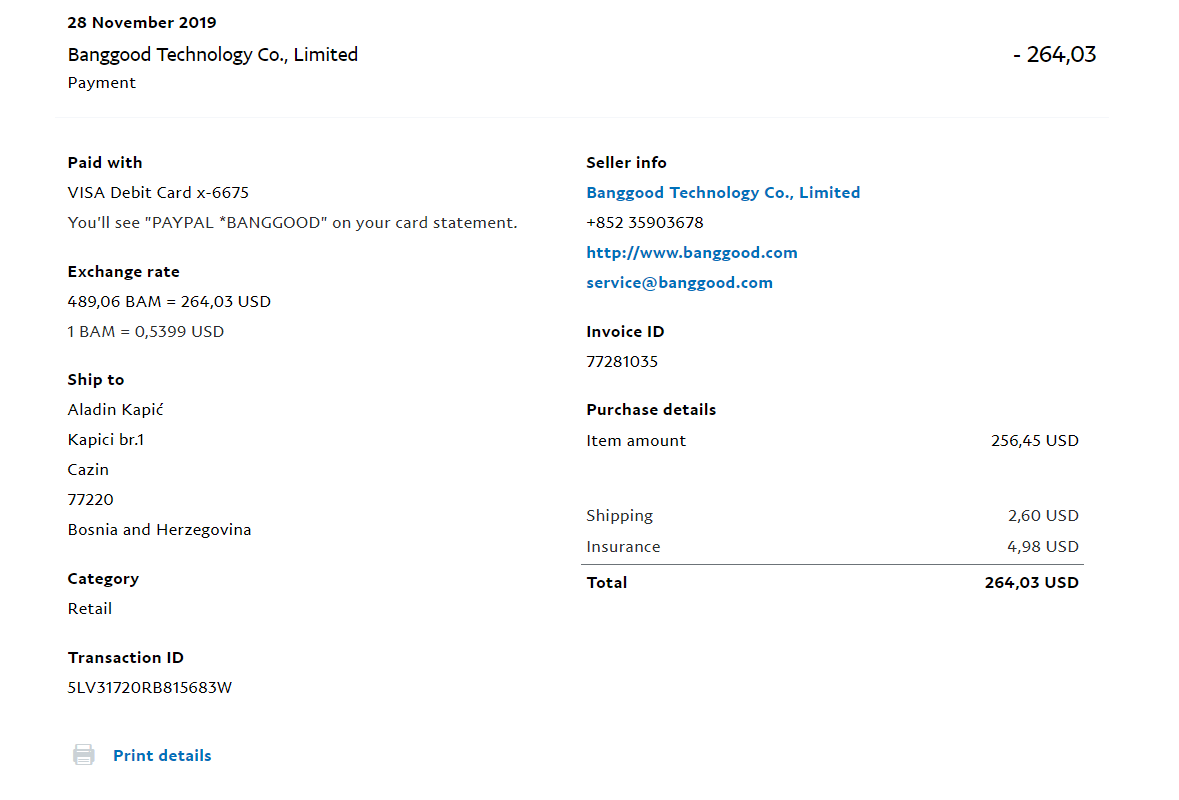 28 November 2019
Banggood Technology Co., Limited
- 264,03
Payment
Paid with
VISA Debit Card x-6675
You'll see "PAYPAL *BANGGOOD" on your card statement.
Exchange rate
489,06 BAM = 264,03 USD
1 BAM = 0,5399 USD
Ship to
Aladin Kapić
Kapici br.1
Cazin
77220
Bosnia and Herzegovina
Category
Retail
Transaction ID
5LV31720RB815683W
Print details
Seller info
Banggood Technology Co., Limited
+852 35903678
http://www.banggood.com
service@banggood.com
Invoice ID
77281035
Purchase details
Item amount 256,45 USD
Shipping 2,60 USD
Insurance 4,98 USD
Total 264,03 USD